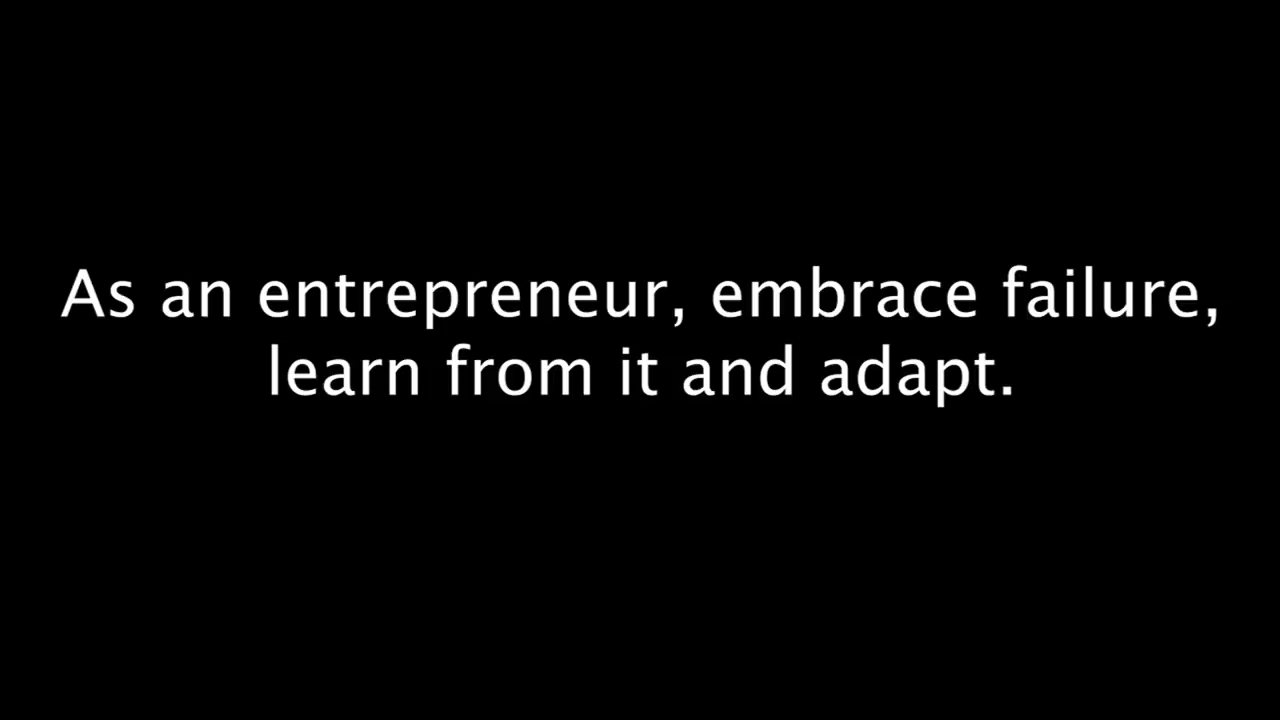 As an entrepreneur, embrace failure,
learn from it and adapt.